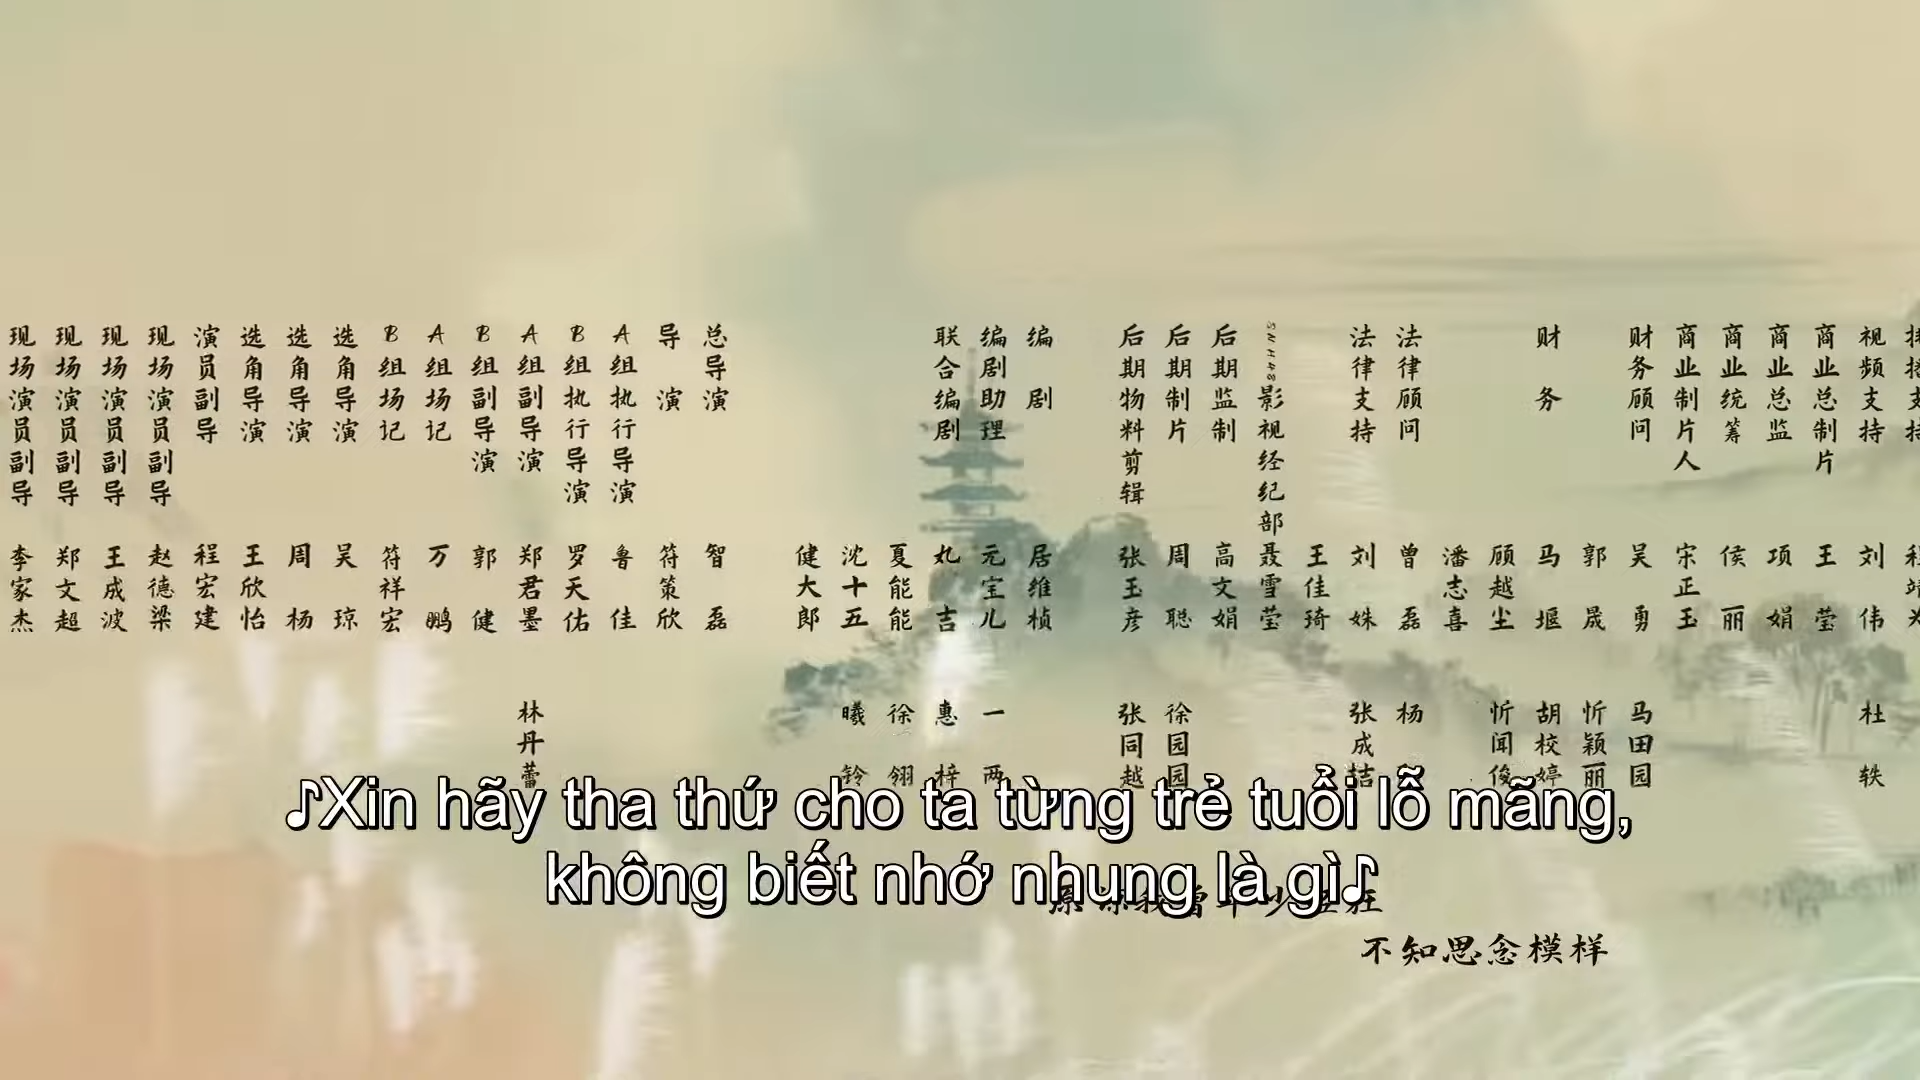 视频支持 刘伟 杜轶
商业总制片 王莹
商业总监 项娟
商业统筹 侯丽
商业制片人 宋正玉
财务顾问 吴勇 马田园
郭晟 忻颖丽
财务 马堰 胡校婷
顾越尘 忻闻俊
潘志喜
法律顾问 曾磊 杨
法律支持 刘姝 张成喆
王佳琦
SNH48影视经纪部 聂雪莹
后期监制 高文娟
后期制片 周聪 徐园园
后期物料剪辑 张玉彦 张同越
编剧 居维桢
编剧助理 元宝儿 一两
联合编剧 丸吉 惠梓
夏能能 徐翎
沈十五 曦铃
健大郎
总导演 智磊
导演 符策欣
A组执行导演 鲁佳
B组执行导演 罗天佑
A组副导演 郑君墨 林丹蕾
B组副导演 郭健
A组场记 万鹏
B组场记 符祥宏
选角导演 吴琼
选角导演 周杨
选角导演 王欣怡
演员副导 程宏建
现场演员副导 赵德梁
现场演员副导 王成波
现场演员副导 郑文超
现场演员副导 李家杰
♪Xin hãy tha thứ cho ta từng trẻ tuổi lỗ mãng,
không biết nhớ nhung là gì♪
不知思念模样